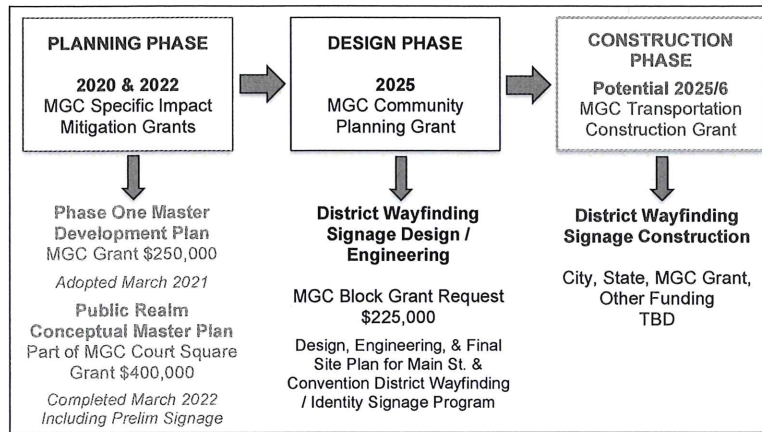 PLANNING PHASE
2020 & 2022
MGC Specific Impact
Mitigation Grants
DESIGN PHASE
2025
MGC Community
Planning Grant
CONSTRUCTION
PHASE
Potential 2025/6
MGC Transportation
Construction Grant
Phase One Master
Development Plan
MGC Grant $250,000
Adopted March 2021
Public Realm
Conceptual Master Plan
Part of MGC Court Square
Grant $400,000
Completed March 2022
Including Prelim Signage
District Wayfinding
Signage Design /
Engineering
MGC Block Grant Request
$225,000
Design, Engineering, & Final
Site Plan for Main St. &
Convention District Wayfinding
/ Identity Signage Program
District Wayfinding
Signage Construction
City, State, MGC Grant,
Other Funding
TBD